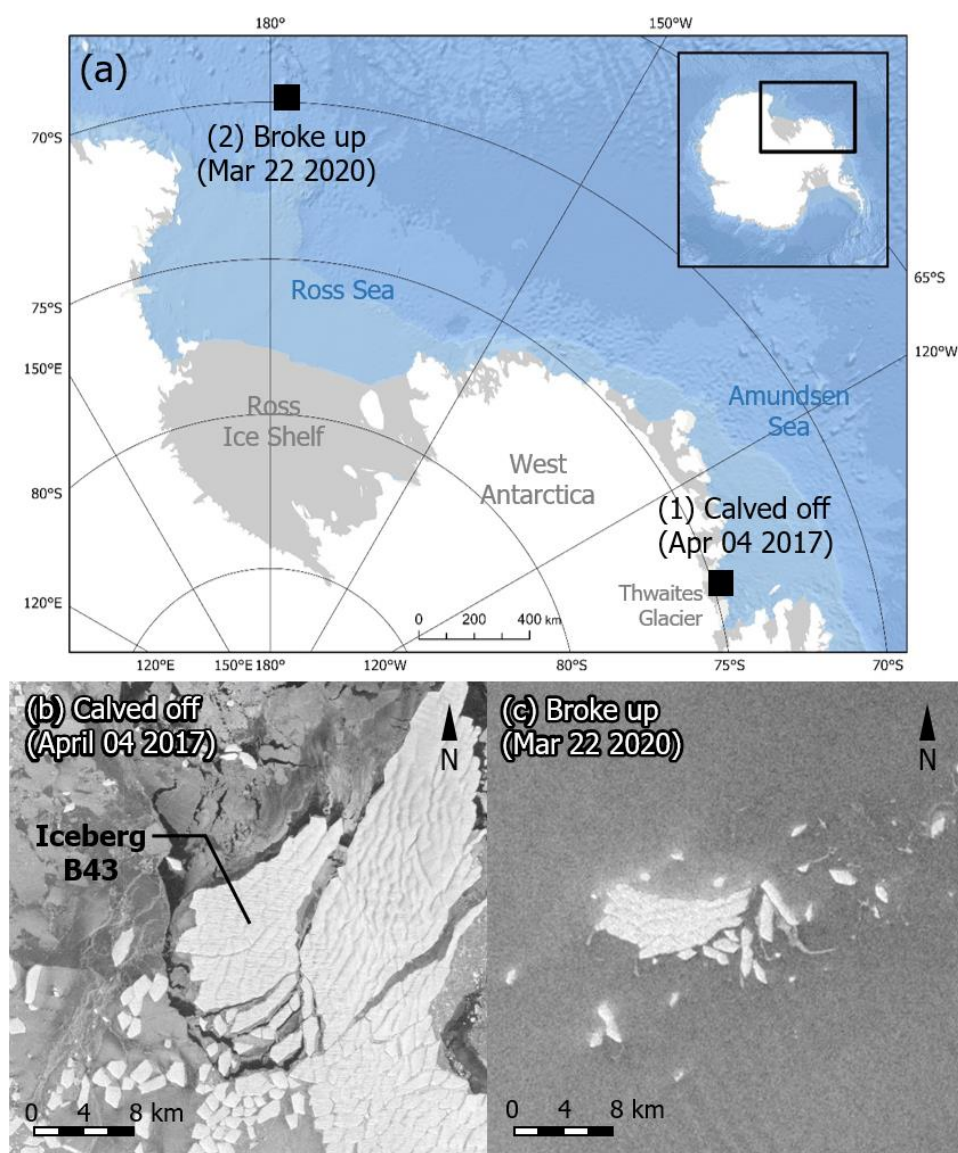 180°
150°W
(a)
(2) Broke up
(Mar 22 2020)
70°S
65°S
75°S
Ross Sea
120°W
150°E
Amundsen
Sea
Ross
Ice Shelf
West
Antarctica
80°S
(1) Calved off
(Apr 04 2017)
Thwaites
Glacier
120°E
0 200 400 km
120°E 150°E 180° 120°W 80°S 75°S 70°S
(b) Calved off
(April 04 2017)
N
Iceberg
B43
0 4 8 km
(c) Broke up
(Mar 22 2020)
N
0 4 8 km